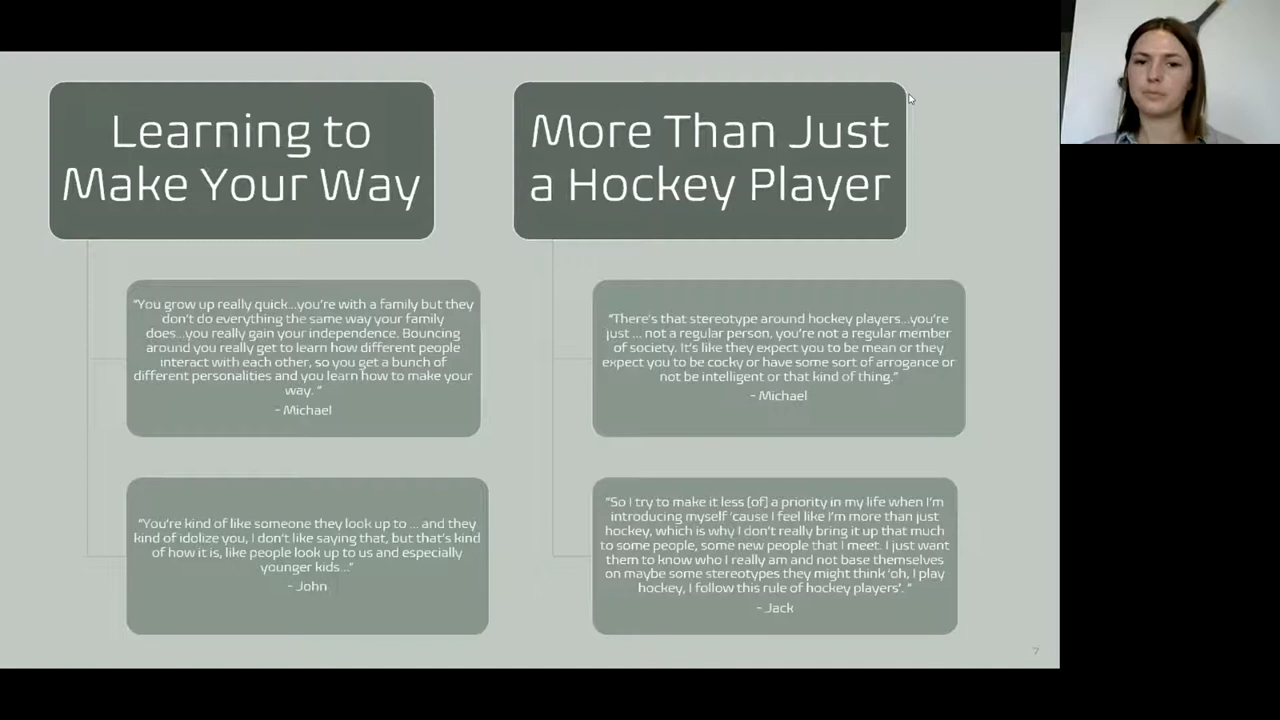 Learning to
Make Your Way
"You grow up really quick...you're with a family but they
don't do everything the same way your family
does...you really gain your independence. Bouncing
around you really get to learn how different people
interact with each other, so you get a bunch of
different personalities and you learn how to make your
way. "
- Michael
"You're kind of like someone they look up to ... and they
kind of idolize you, I don't like saying that, but that's kind
of how it is, like people look up to us and especially
younger kids..."
- John
More Than Just
a Hockey Player
"There's that stereotype around hockey players...you're
just ... not a regular person, you're not a regular member
of society. It's like they expect you to be mean or they
expect you to be cocky or have some sort of arrogance or
not be intelligent or that kind of thing."
- Michael
"So I try to make it less [of] a priority in my life when I'm
introducing myself 'cause I feel like I'm more than just
hockey, which is why I don't really bring it up that much
to some people, some new people that I meet. I just want
them to know who I really am and not base themselves
on maybe some stereotypes they might think 'oh, I play
hockey, I follow this rule of hockey players'. "
- Jack
7